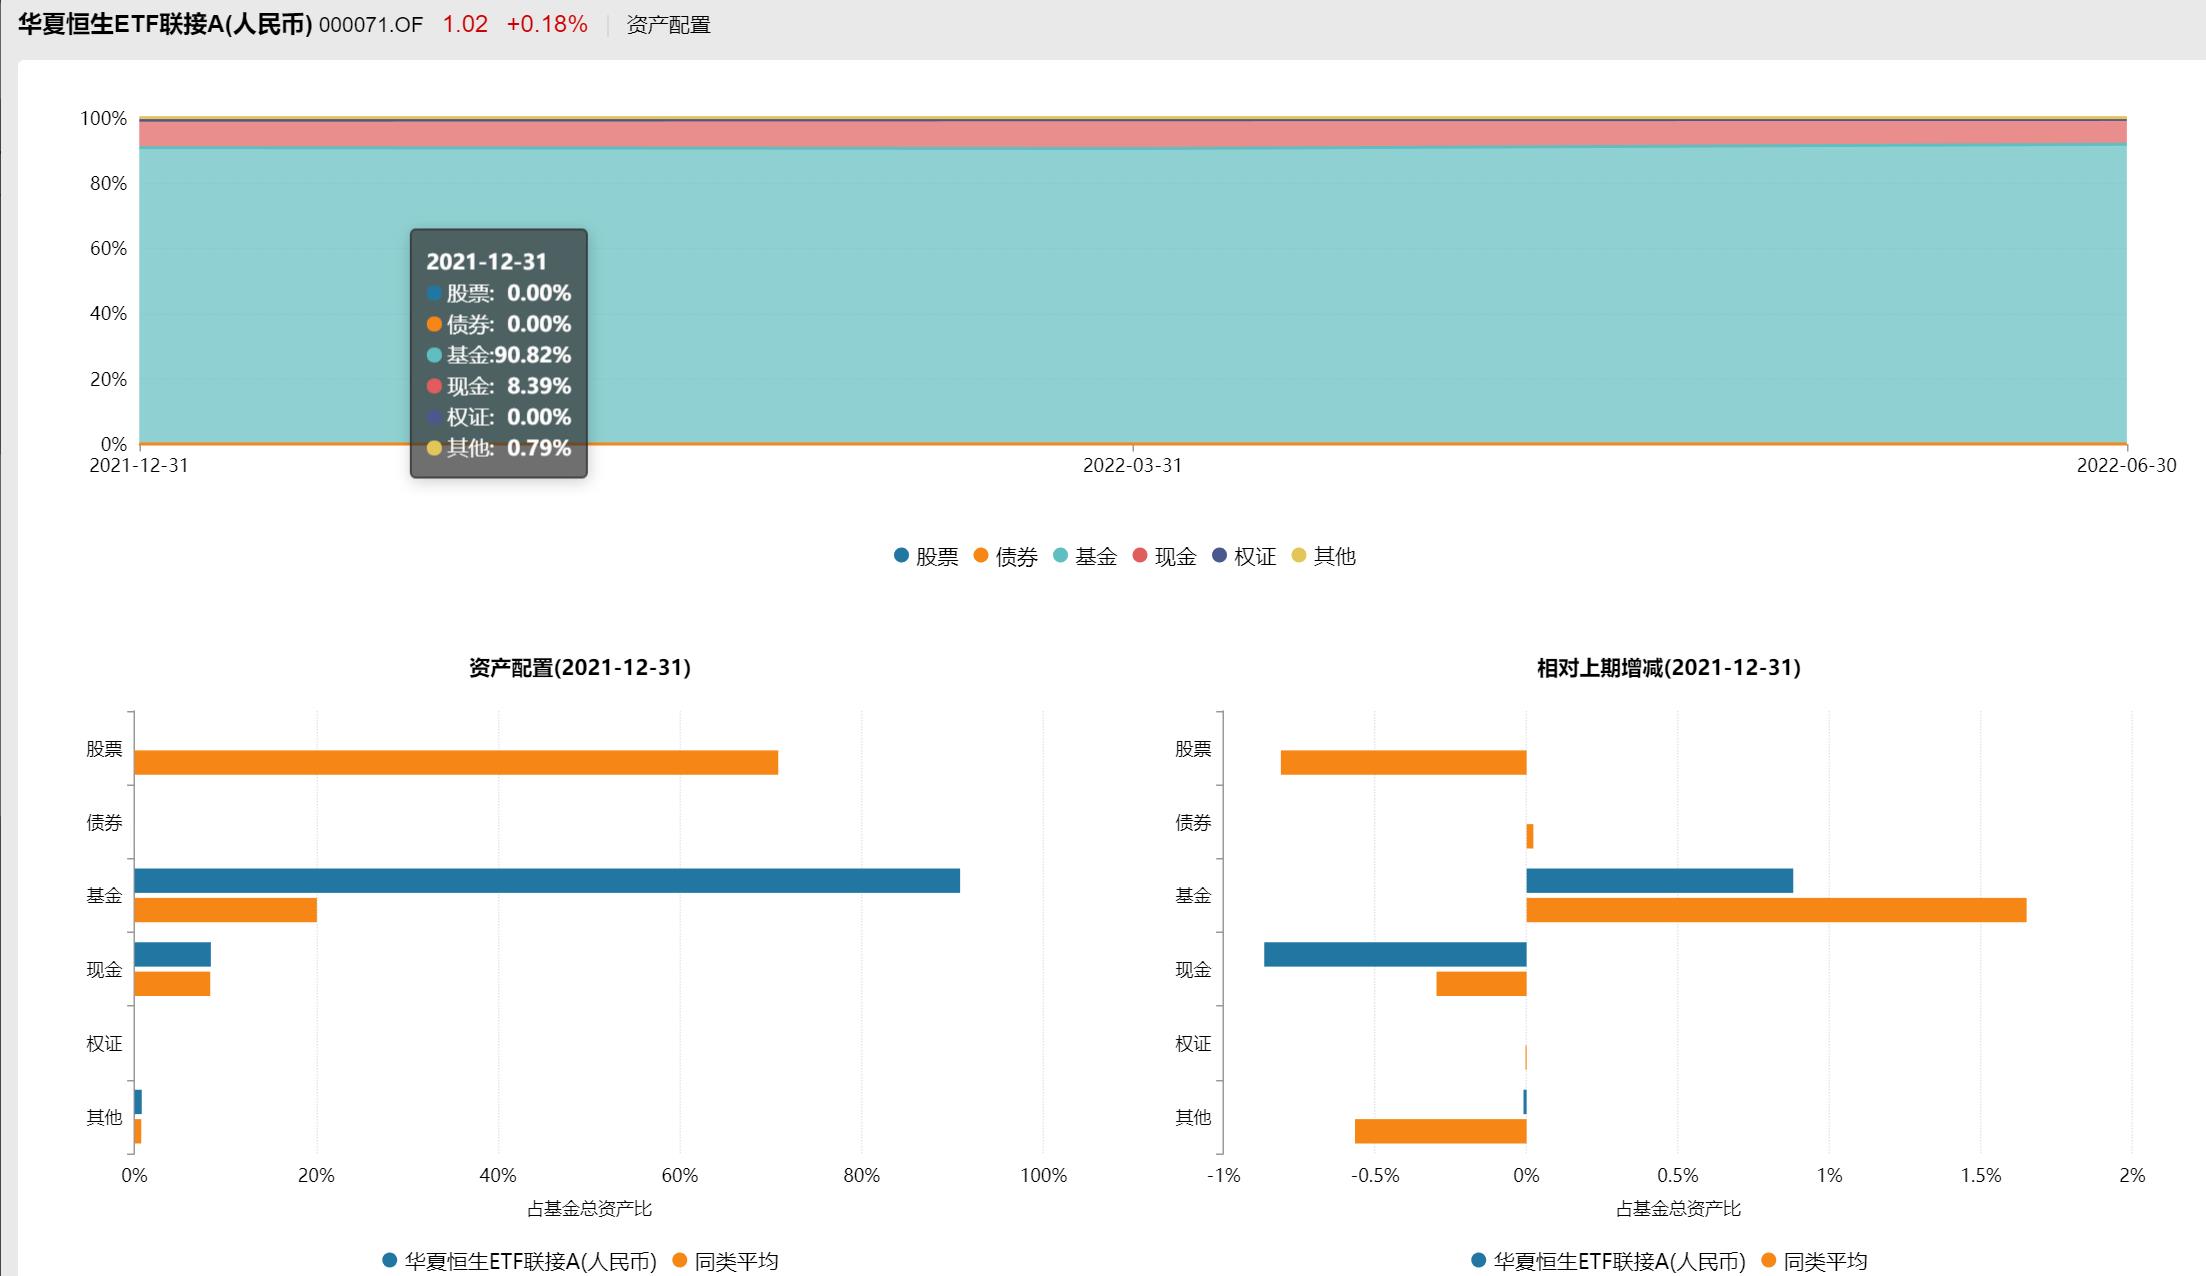 华夏恒生ETF联接A(人民币) 000071.OF 1.02 +0.18% 资产配置
100%
80%
60%
40%
20%
0%
2021-12-31
股票: 0.00%
债券: 0.00%
基金:90.82%
现金: 8.39%
权证: 0.00%
其他: 0.79%
2021-12-31 2022-03-31 2022-06-30
股票 债券 基金 现金 权证 其他
资产配置(2021-12-31)
股票
债券
基金
现金
权证
其他
0% 20% 40% 60% 80% 100%
占基金总资产比
华夏恒生ETF联接A(人民币) 同类平均
相对上期增减(2021-12-31)
股票
债券
基金
现金
权证
其他
-1% -0.5% 0% 0.5% 1% 1.5% 2%
占基金总资产比
华夏恒生ETF联接A(人民币) 同类平均